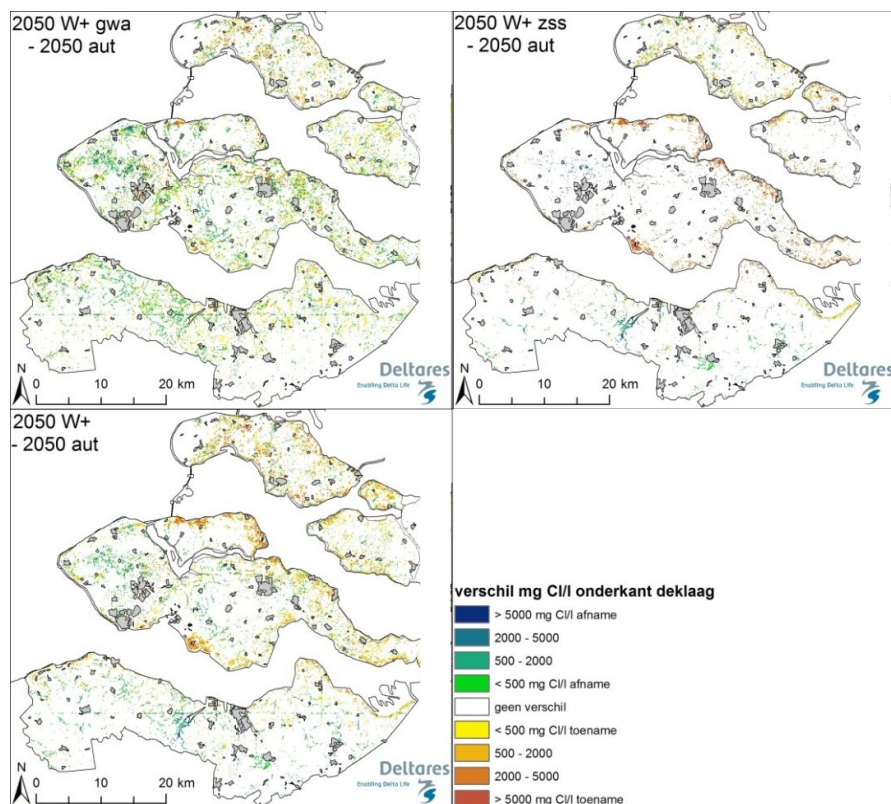 2050 W+ gwa
- 2050 aut
N
0 10 20 km
Deltares
Enabling Delta Life
2050 W+ zss
- 2050 aut
N
0 10 20 km
Deltares
Enabling Delta Life
2050 W+
- 2050 aut
N
0 10 20 km
Deltares
Enabling Delta Life
verschil mg Cl/l onderkant deklaag
> 5000 mg Cl/l afname
2000 - 5000
500 - 2000
< 500 mg Cl/l afname
geen verschil
< 500 mg Cl/l toename
500 - 2000
2000 - 5000
> 5000 mg Cl/l toename